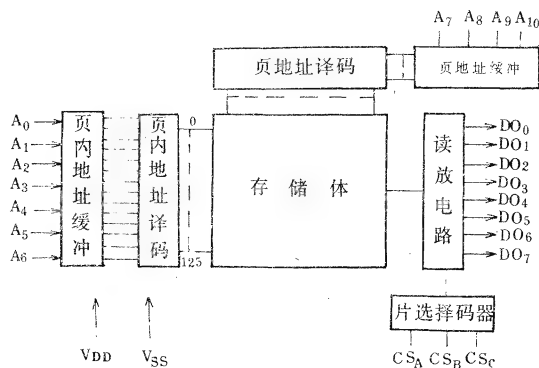 A7 A8 A9 A10
页地址译码
页地址缓冲
A0
A1
A2
A3
A4
A5
A6
页内地址缓冲
页内地址译码
0
125
存储体
读放电路
DO0
DO1
DO2
DO3
DO4
DO5
DO6
DO7
片选择码器
VDD
VSS
CSA CSB CSC